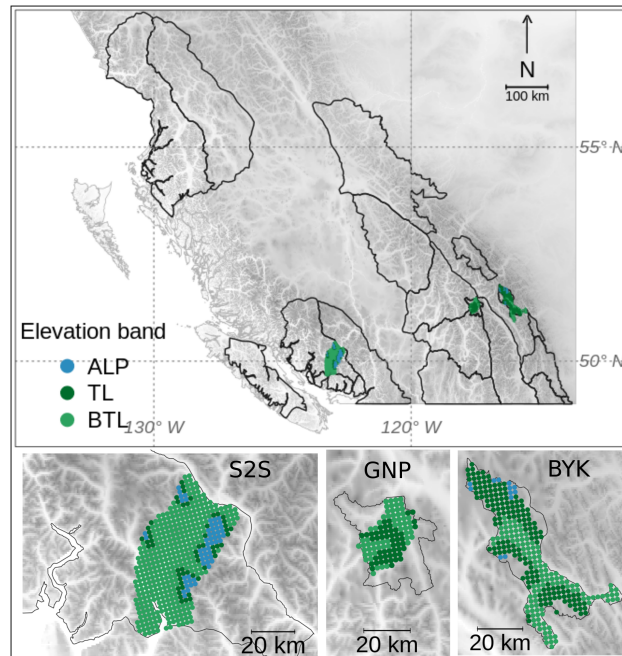 N
100 km
55° N
Elevation band
ALP
TL
BTL
50° N
130° W
120° W
S2S
GNP
BYK
20 km
20 km
20 km